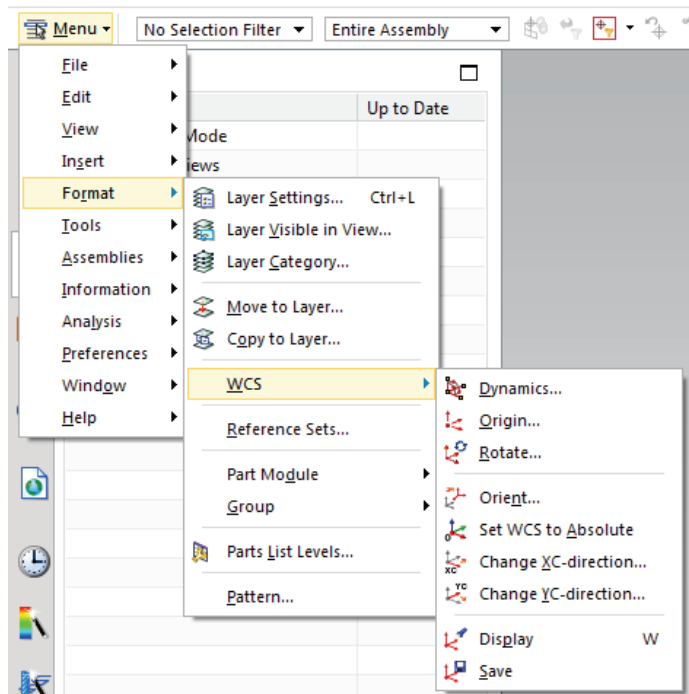 Menu
No Selection Filter
Entire Assembly
File
Edit
View
Insert
Format
Tools
Assemblies
Information
Analysis
Preferences
Window
Help
Up to Date
Mode
iews
Layer Settings... Ctrl+L
Layer Visible in View...
Layer Category...
Move to Layer...
Copy to Layer...
WCS
Reference Sets...
Part Module
Group
Parts List Levels...
Pattern...
Dynamics...
Origin...
Rotate...
Orient...
Set WCS to Absolute
XC Change XC-direction...
YC Change YC-direction...
Display W
Save